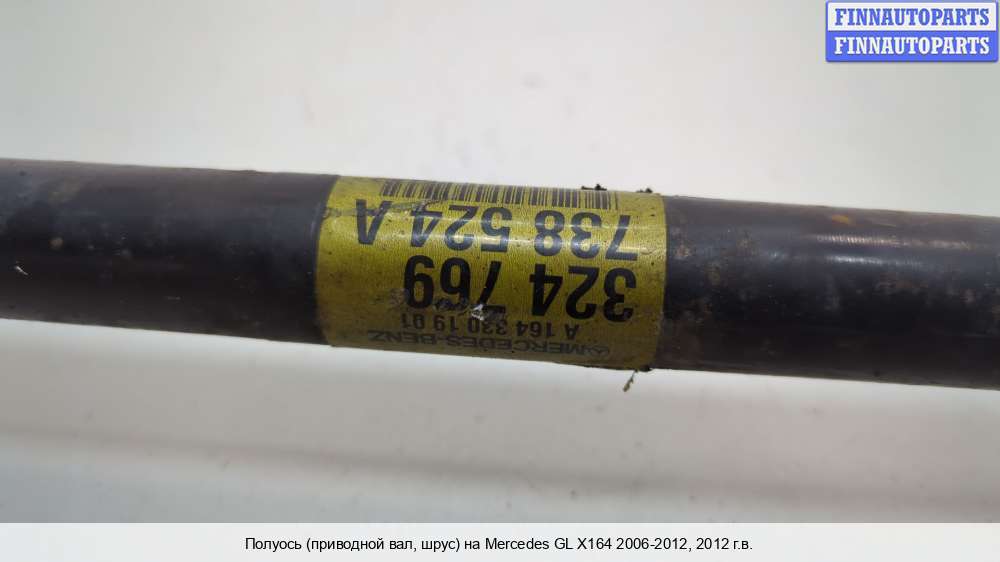 FINNAUTOPARTS
FINNAUTOPARTS
MERCEDES-BENZ
A 164 330 19 01
324 769
738 524 A
Полуось (приводной вал, шрус) на Mercedes GL X164 2006-2012, 2012 г.в.